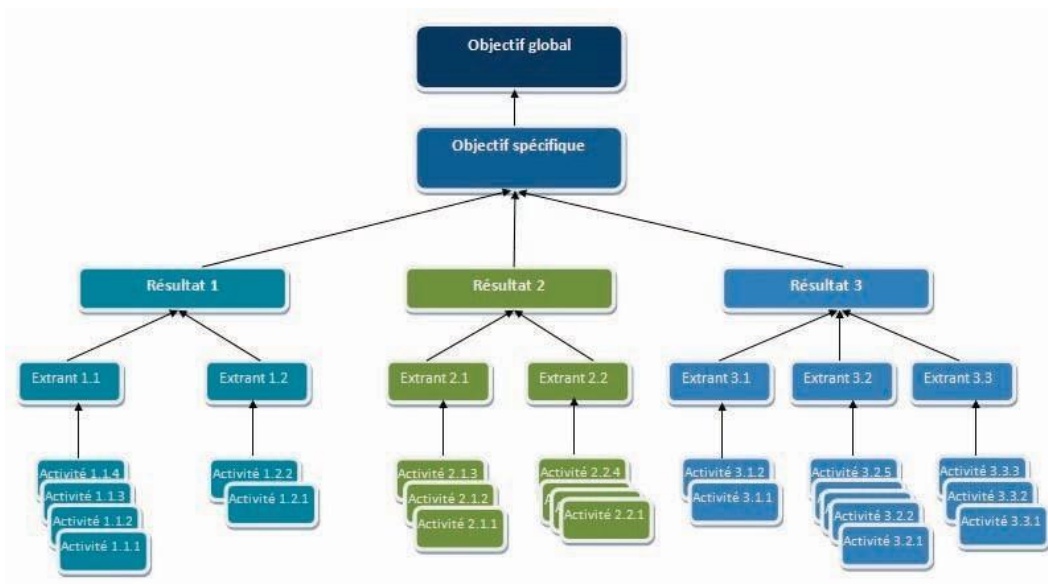 Objectif global
Objectif spécifique
Résultat 1
Résultat 2
Résultat 3
Extrant 1.1
Extrant 1.2
Extrant 2.1
Extrant 2.2
Extrant 3.1
Extrant 3.2
Extrant 3.3
Activité 1.1.4
Activité 1.1.3
Activité 1.1.2
Activité 1.1.1
Activité 1.2.2
Activité 1.2.1
Activité 2.1.3
Activité 2.1.2
Activité 2.1.1
Activité 2.2.4
Activité 2.2.1
Activité 3.1.2
Activité 3.1.1
Activité 3.2.5
Activité 3.2.2
Activité 3.2.1
Activité 3.3.3
Activité 3.3.2
Activité 3.3.1